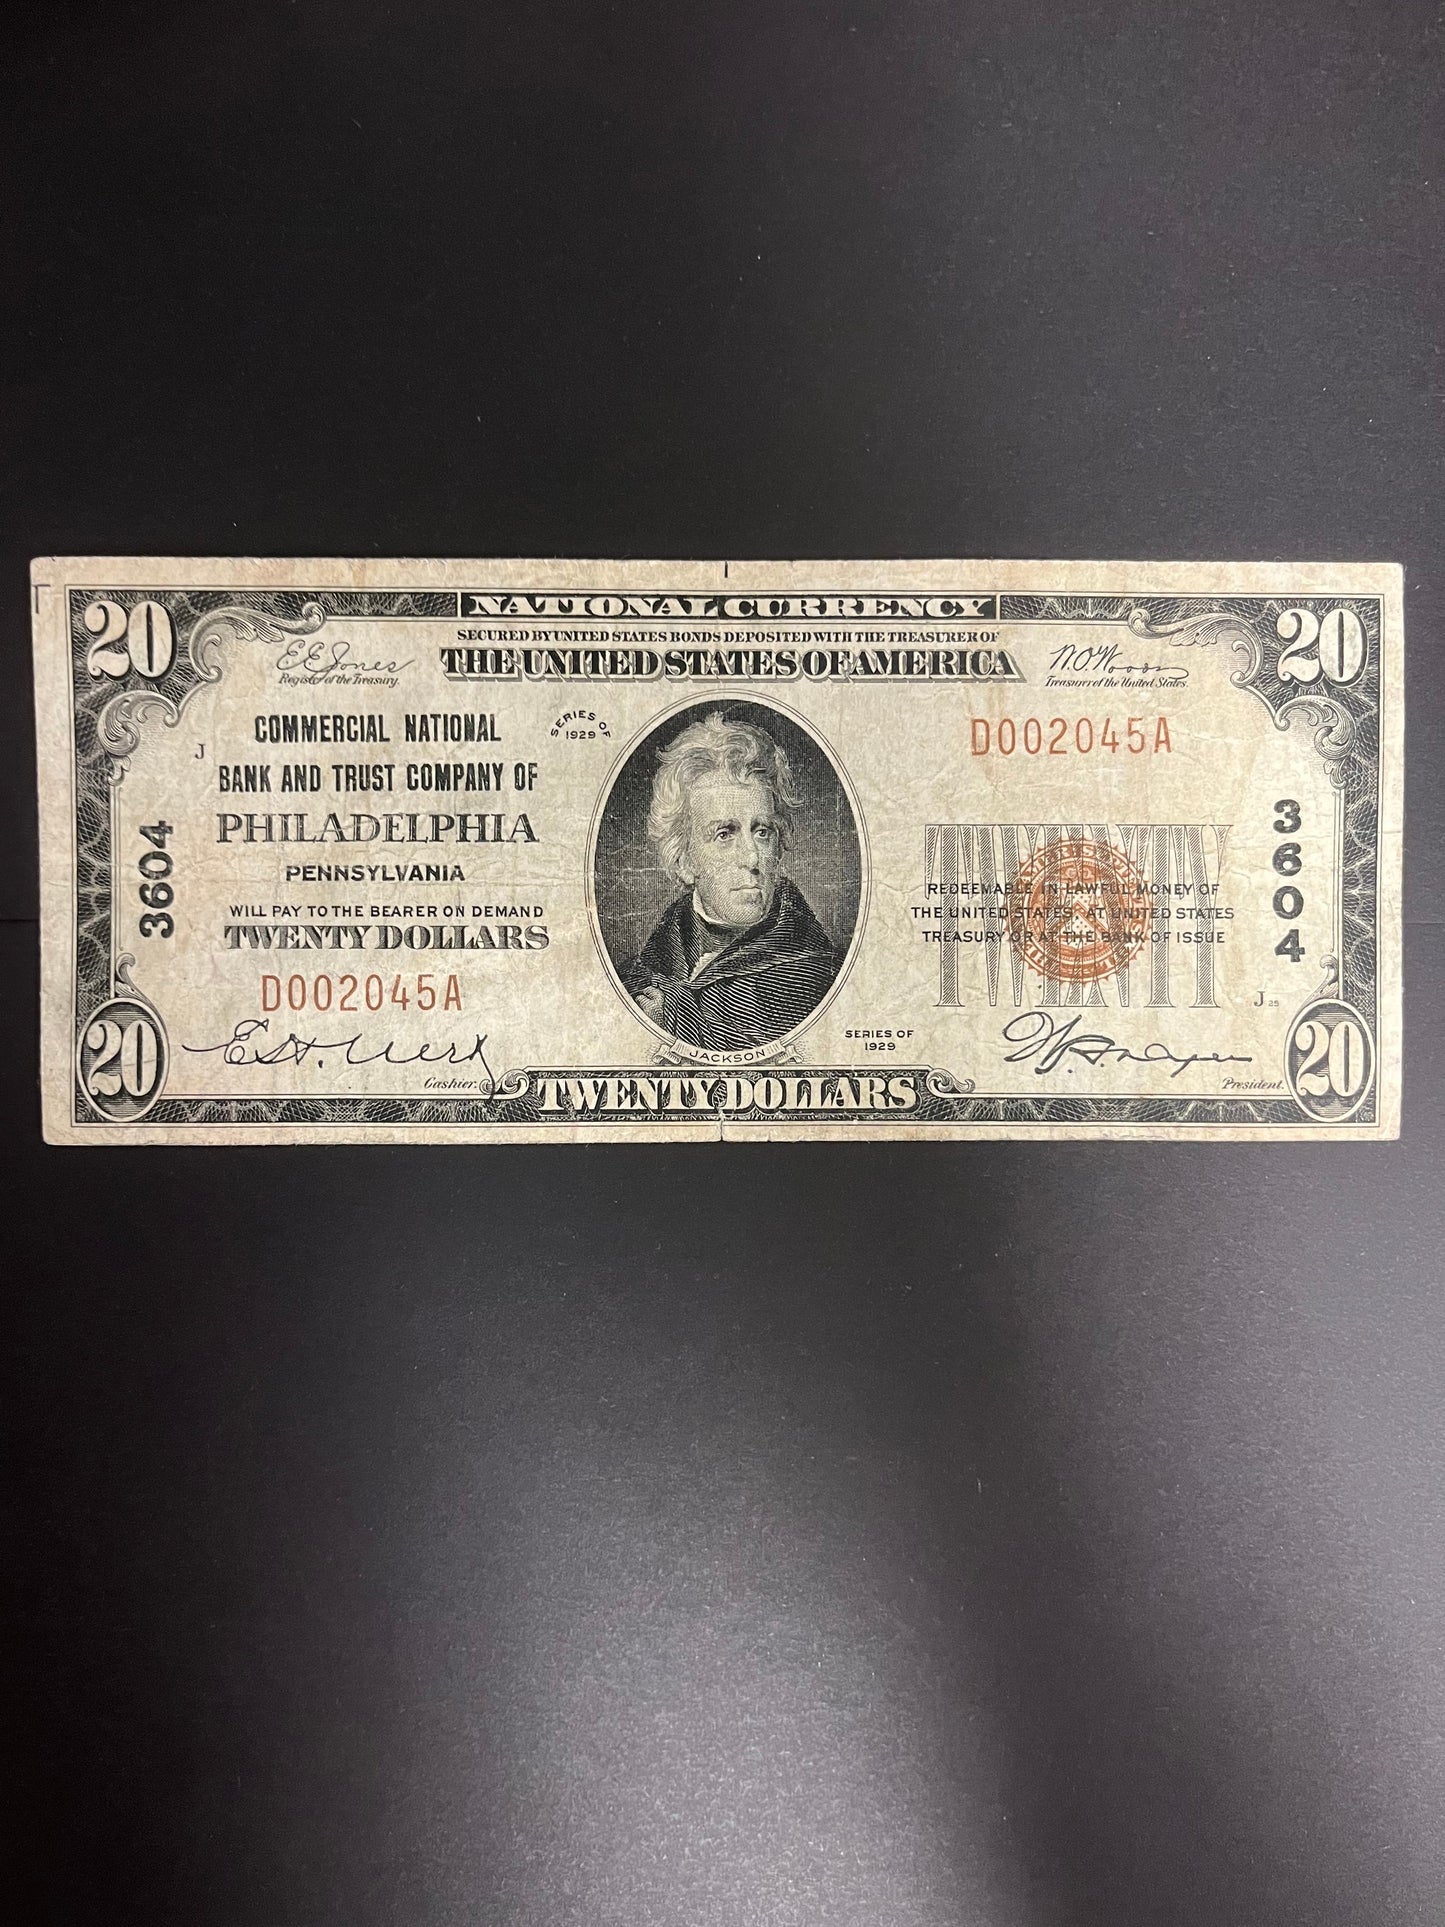 NATIONAL CURRENCY
20
20
SECURED BY UNITED STATES BONDS DEPOSITED WITH THE TREASURER OF
THE UNITED STATES OF AMERICA
E E Jones
Register of the Treasury.
W.O. Woods
Treasurer of the United States.
COMMERCIAL NATIONAL
BANK AND TRUST COMPANY OF
PHILADELPHIA
PENNSYLVANIA
WILL PAY TO THE BEARER ON DEMAND
TWENTY DOLLARS
D002045A
J
3604
SERIES OF
1929
D002045A
TWENTY
REDEEMABLE IN LAWFUL MONEY OF
THE UNITED STATES, AT UNITED STATES
TREASURY OR AT THE BANK OF ISSUE
3604
J 25
SERIES OF
1929
JACKSON
20
Cashier.
TWENTY DOLLARS
President.
20